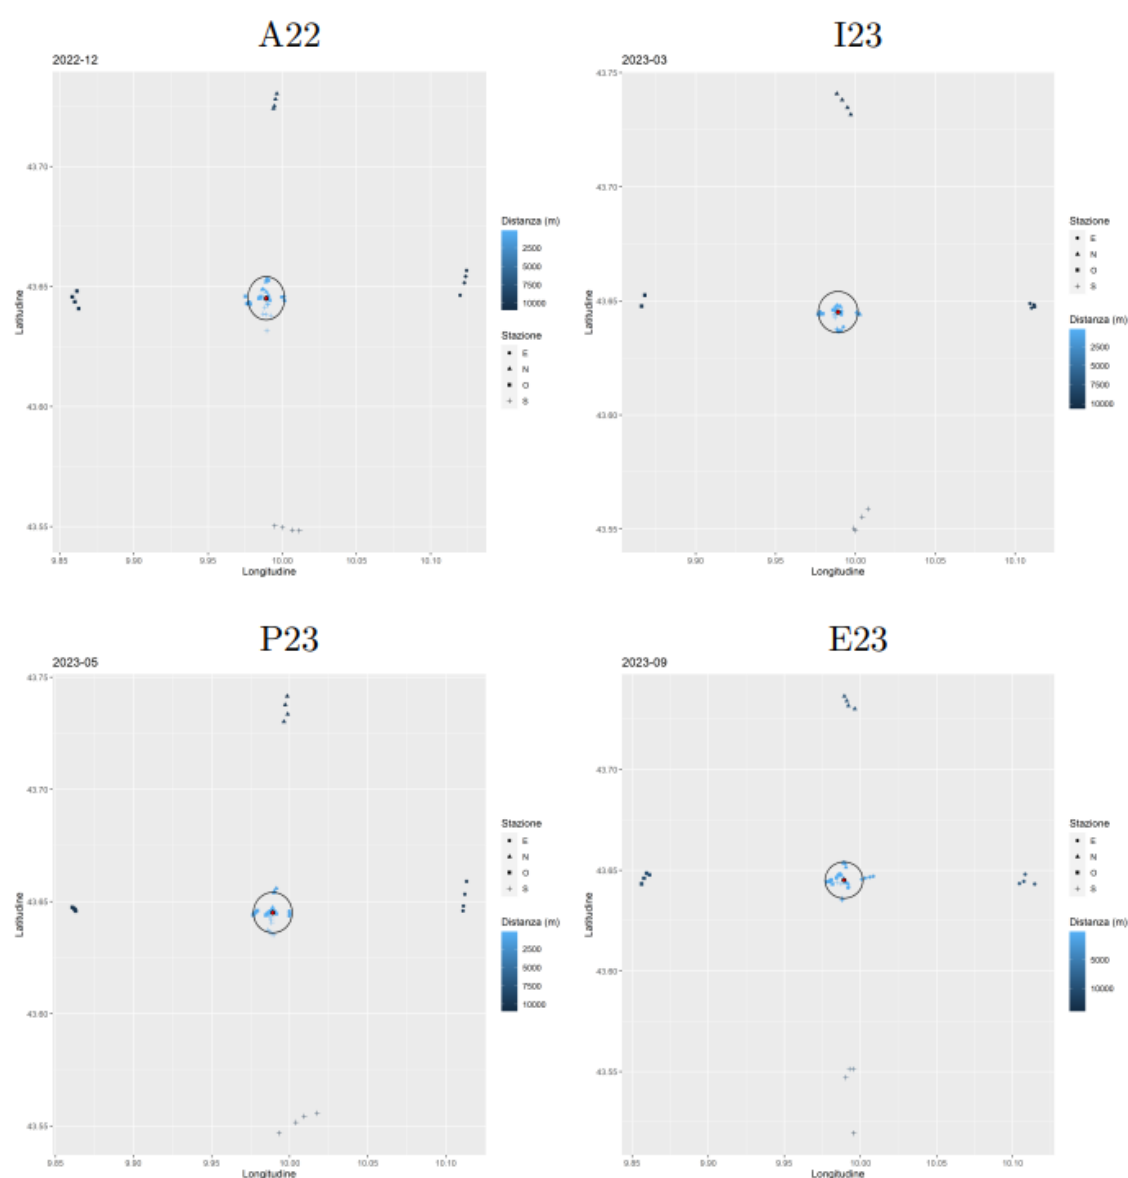 A22
2022-12
43.70
43.65
43.60
43.55
9.85
9.90
9.95
10.00
10.05
10.10
Latitudine
Longitudine
Distanza (m)
2500
5000
7500
10000
Stazione
E
N
O
S
I23
2023-03
43.75
43.70
43.65
43.60
43.55
9.90
9.95
10.00
10.05
10.10
Latitudine
Longitudine
Stazione
E
N
O
S
Distanza (m)
2500
5000
7500
10000
P23
2023-05
43.75
43.70
43.65
43.60
43.55
9.85
9.90
9.95
10.00
10.05
10.10
Latitudine
Longitudine
Stazione
E
N
O
S
Distanza (m)
2500
5000
7500
10000
E23
2023-09
43.70
43.65
43.60
43.55
9.85
9.90
9.95
10.00
10.05
10.10
Latitudine
Longitudine
Stazione
E
N
O
S
Distanza (m)
5000
10000